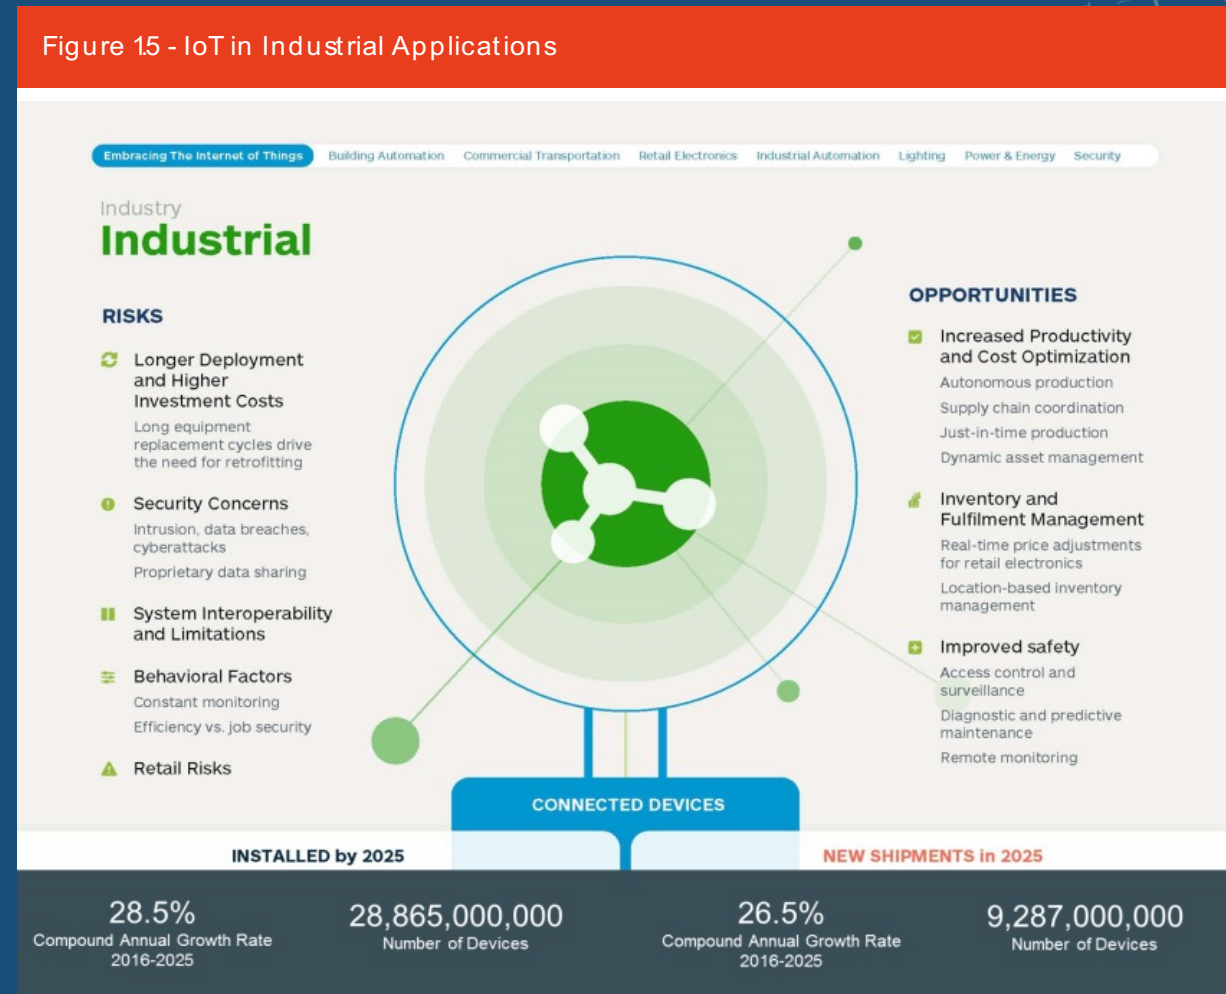 Figure 1.5 - IoT in Industrial Applications
Embracing The Internet of Things Building Automation Commercial Transportation Retail Electronics Industrial Automation Lighting Power & Energy Security
Industry
Industrial
RISKS
Longer Deployment
and Higher
Investment Costs
Long equipment
replacement cycles drive
the need for retrofitting
Security Concerns
Intrusion, data breaches,
cyberattacks
Proprietary data sharing
System Interoperability
and Limitations
Behavioral Factors
Constant monitoring
Efficiency vs. job security
Retail Risks
OPPORTUNITIES
Increased Productivity
and Cost Optimization
Autonomous production
Supply chain coordination
Just-in-time production
Dynamic asset management
Inventory and
Fulfilment Management
Real-time price adjustments
for retail electronics
Location-based inventory
management
Improved safety
Access control and
surveillance
Diagnostic and predictive
maintenance
Remote monitoring
CONNECTED DEVICES
INSTALLED by 2025
NEW SHIPMENTS in 2025
28.5%
Compound Annual Growth Rate
2016-2025
28,865,000,000
Number of Devices
26.5%
Compound Annual Growth Rate
2016-2025
9,287,000,000
Number of Devices